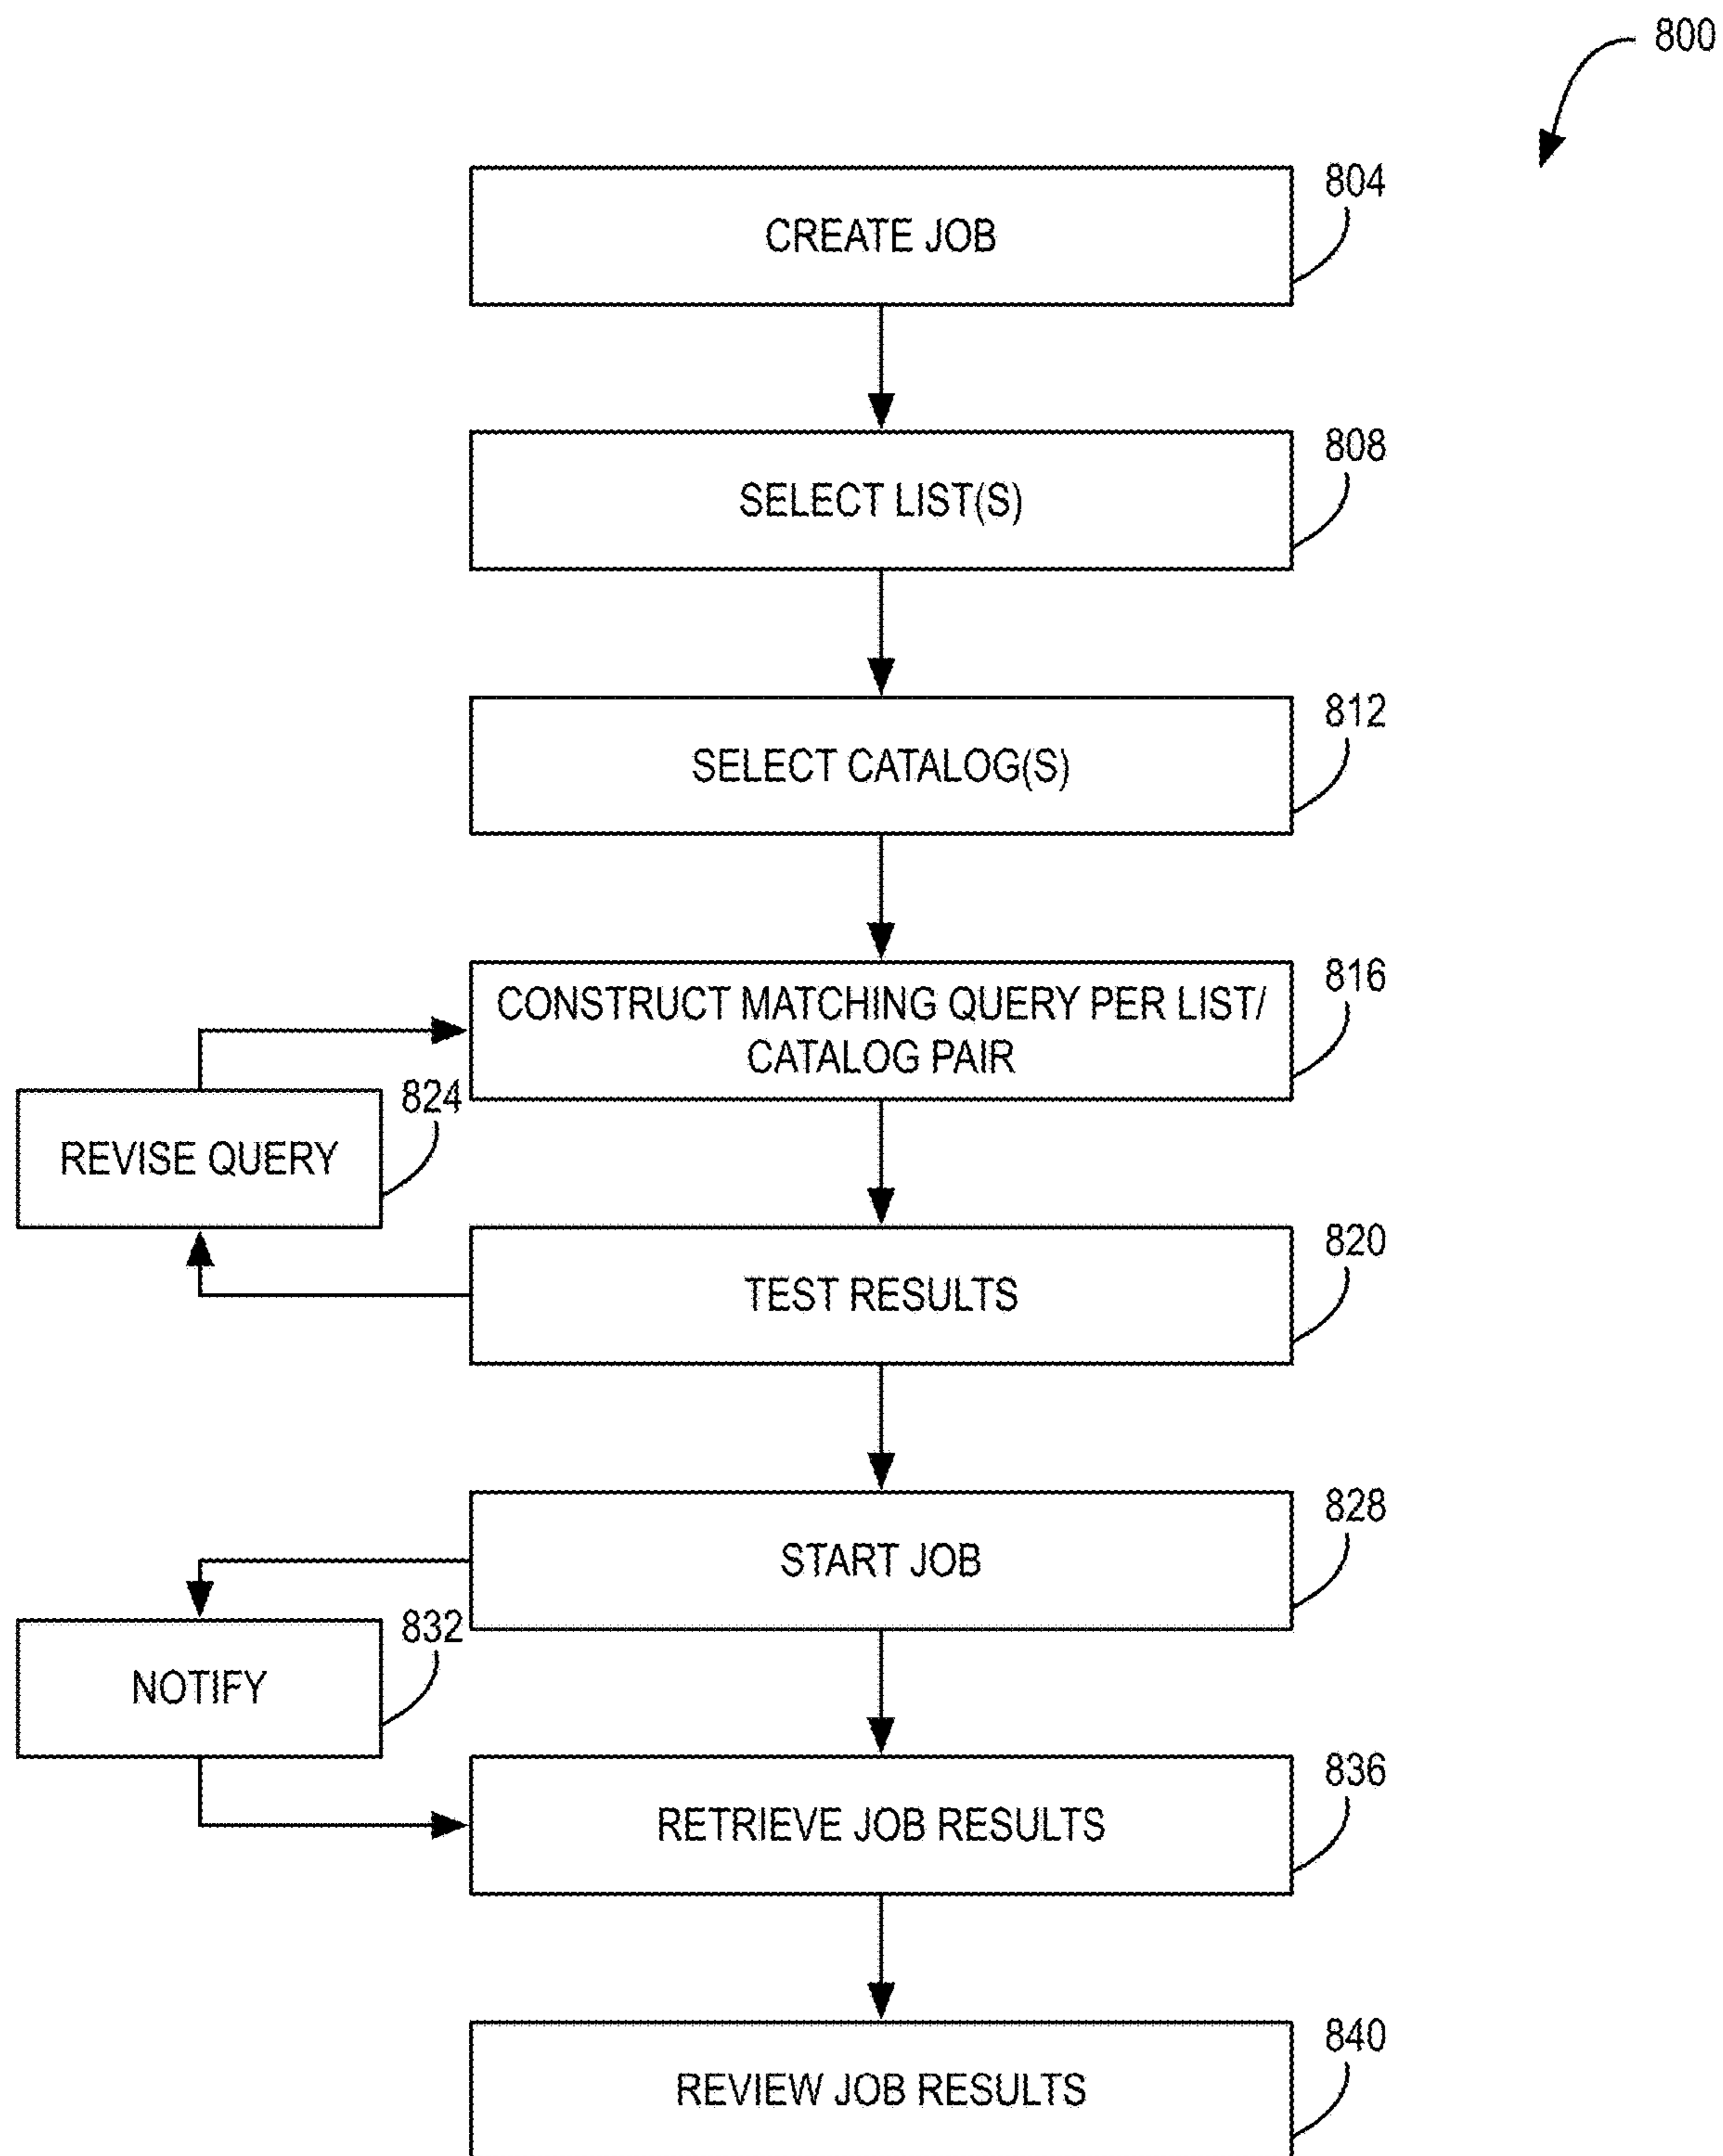 800
804
CREATE JOB
808
SELECT LIST(S)
812
SELECT CATALOG(S)
816
CONSTRUCT MATCHING QUERY PER LIST/
CATALOG PAIR
824
REVISE QUERY
820
TEST RESULTS
828
START JOB
832
NOTIFY
836
RETRIEVE JOB RESULTS
840
REVIEW JOB RESULTS